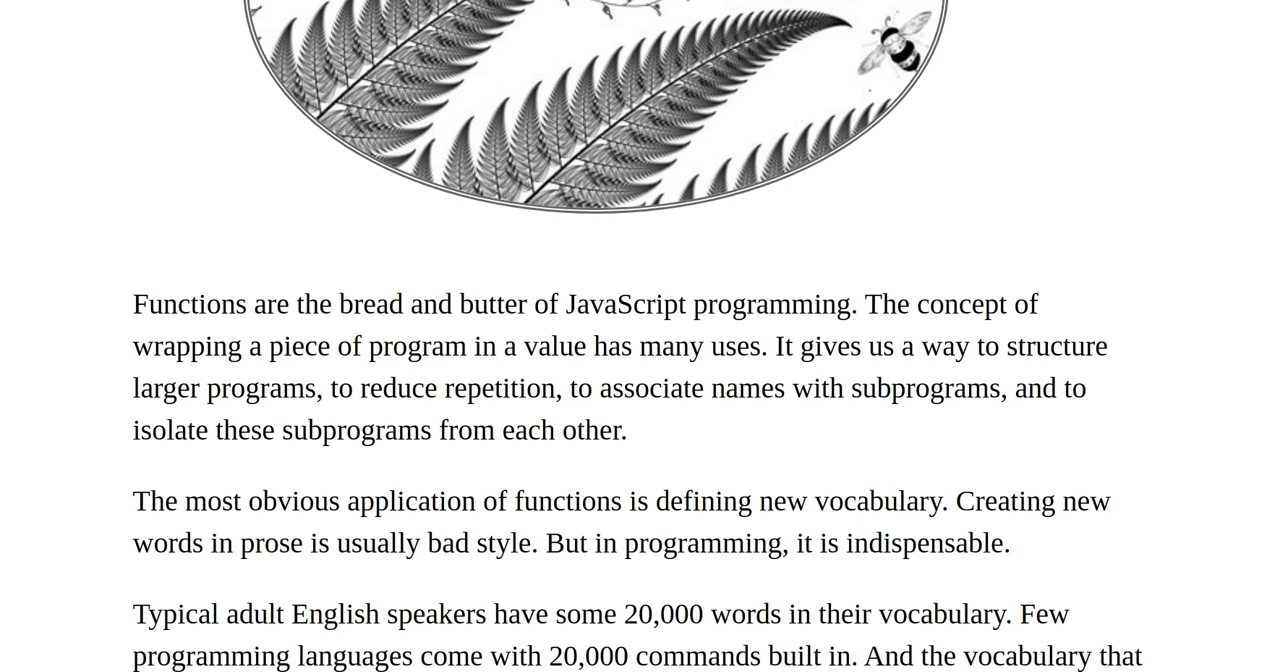 Functions are the bread and butter of JavaScript programming. The concept of
wrapping a piece of program in a value has many uses. It gives us a way to structure
larger programs, to reduce repetition, to associate names with subprograms, and to
isolate these subprograms from each other.
The most obvious application of functions is defining new vocabulary. Creating new
words in prose is usually bad style. But in programming, it is indispensable.
Typical adult English speakers have some 20,000 words in their vocabulary. Few
programming languages come with 20,000 commands built in. And the vocabulary that